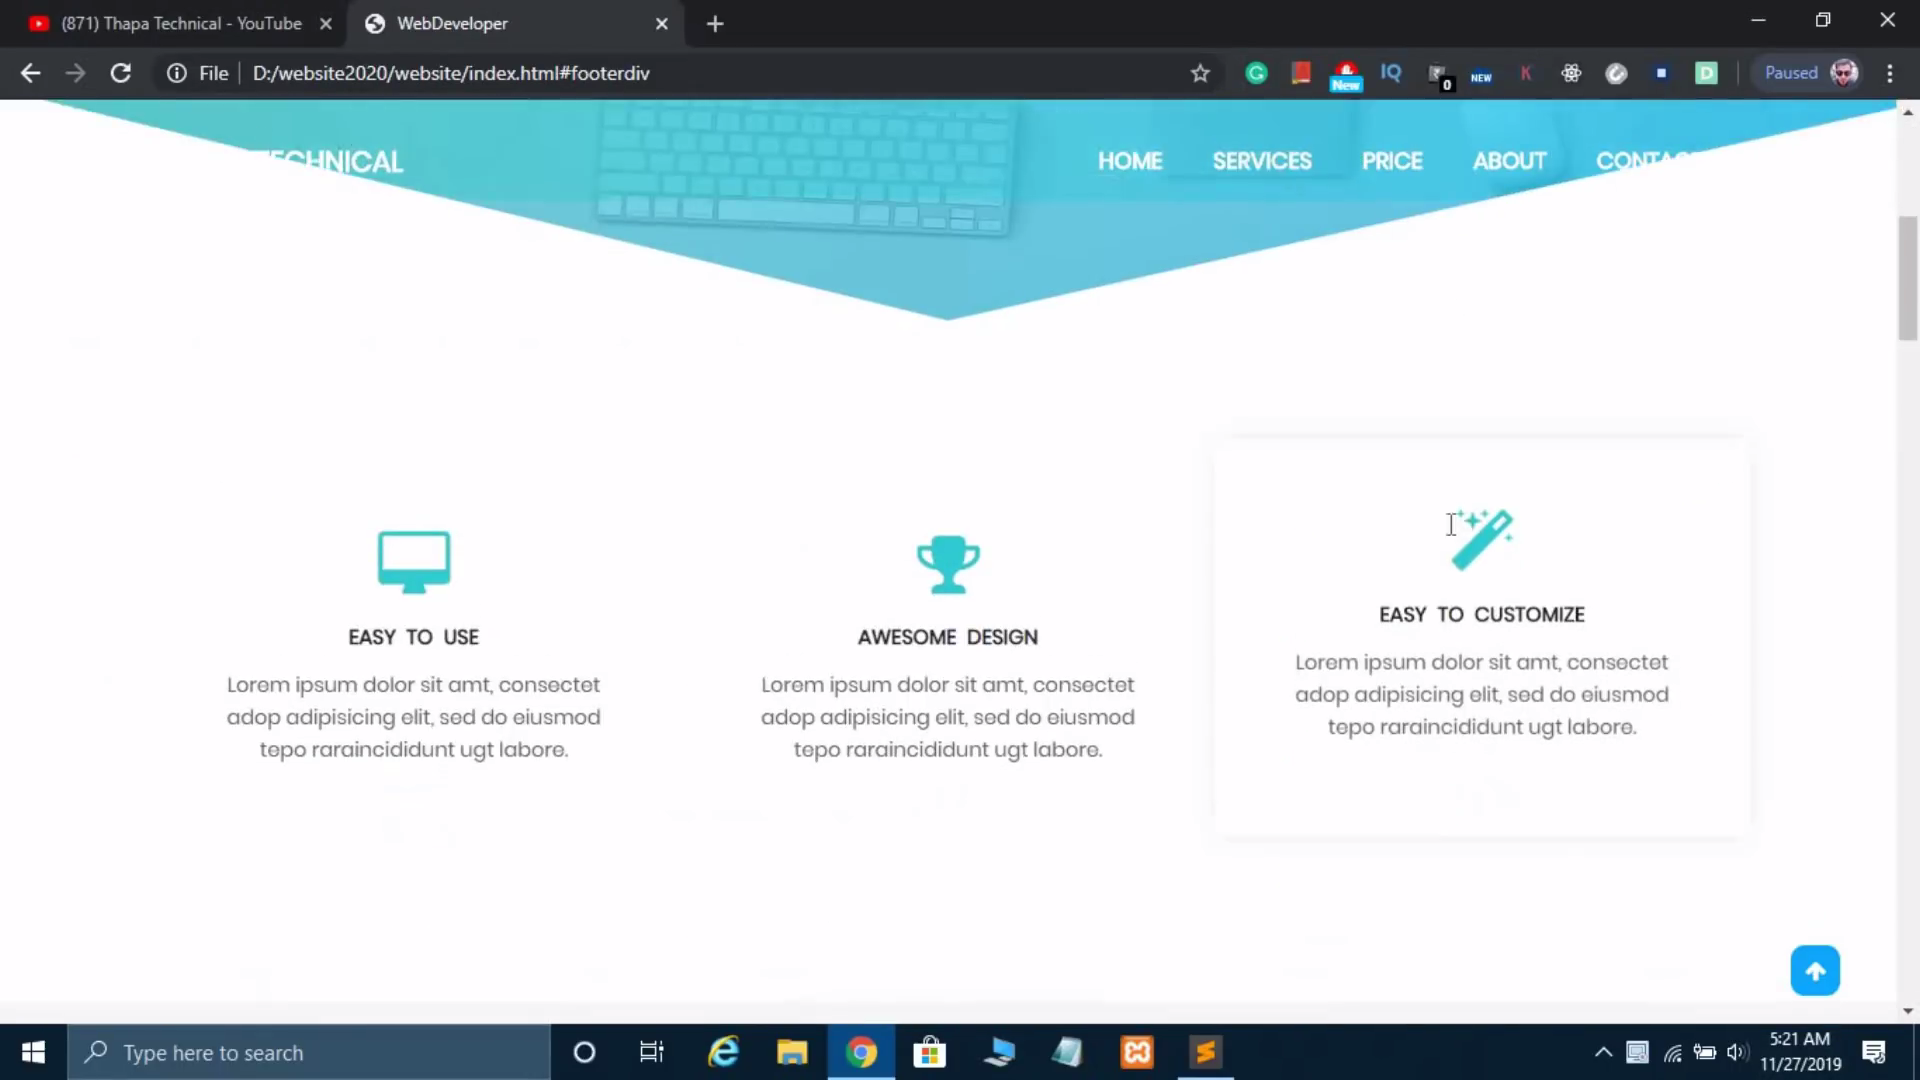 (871) Thapa Technical - YouTube
WebDeveloper
File
D:/website2020/website/index.html#footerdiv
New
IQ
0
NEW
K
D
Paused
TECHNICAL
HOME
SERVICES
PRICE
ABOUT
CONTACT
EASY TO USE
Lorem ipsum dolor sit amt, consectet
adop adipisicing elit, sed do eiusmod
tepo raraincididunt ugt labore.
AWESOME DESIGN
Lorem ipsum dolor sit amt, consectet
adop adipisicing elit, sed do eiusmod
tepo raraincididunt ugt labore.
EASY TO CUSTOMIZE
Lorem ipsum dolor sit amt, consectet
adop adipisicing elit, sed do eiusmod
tepo raraincididunt ugt labore.
Type here to search
5:21 AM
11/27/2019